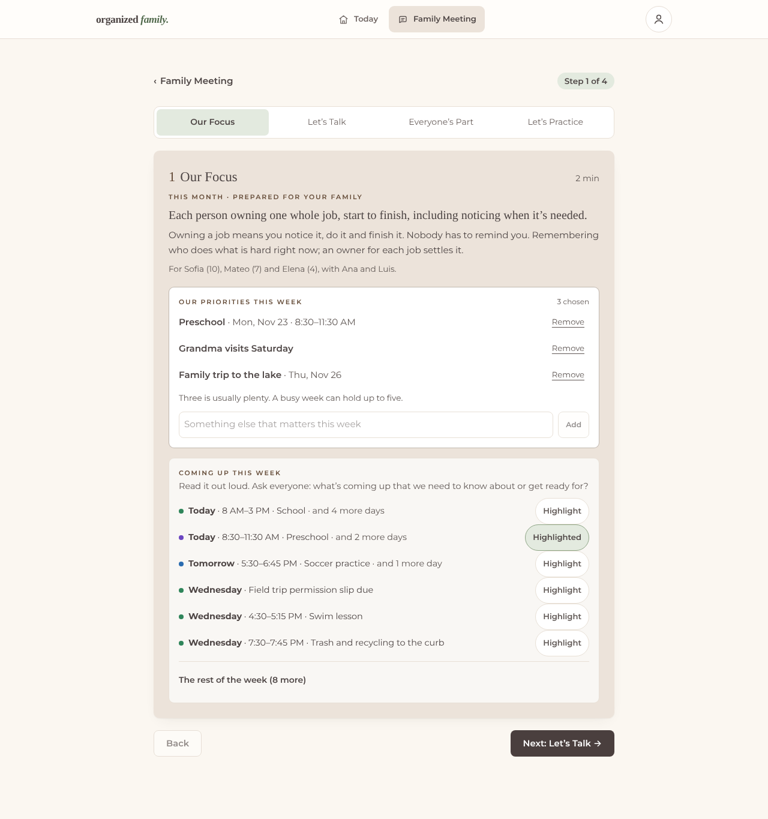 organized family.
Today
Family Meeting
‹ Family Meeting
Step 1 of 4
Our Focus
Let’s Talk
Everyone’s Part
Let’s Practice
1 Our Focus
2 min
THIS MONTH · PREPARED FOR YOUR FAMILY
Each person owning one whole job, start to finish, including noticing when it’s needed.
Owning a job means you notice it, do it and finish it. Nobody has to remind you. Remembering
who does what is hard right now; an owner for each job settles it.
For Sofia (10), Mateo (7) and Elena (4), with Ana and Luis.
OUR PRIORITIES THIS WEEK
3 chosen
Preschool · Mon, Nov 23 · 8:30–11:30 AM
Remove
Grandma visits Saturday
Remove
Family trip to the lake · Thu, Nov 26
Remove
Three is usually plenty. A busy week can hold up to five.
Something else that matters this week
Add
COMING UP THIS WEEK
Read it out loud. Ask everyone: what’s coming up that we need to know about or get ready for?
Today · 8 AM–3 PM · School · and 4 more days
Highlight
Today · 8:30–11:30 AM · Preschool · and 2 more days
Highlighted
Tomorrow · 5:30–6:45 PM · Soccer practice · and 1 more day
Highlight
Wednesday · Field trip permission slip due
Highlight
Wednesday · 4:30–5:15 PM · Swim lesson
Highlight
Wednesday · 7:30–7:45 PM · Trash and recycling to the curb
Highlight
The rest of the week (8 more)
Back
Next: Let’s Talk →